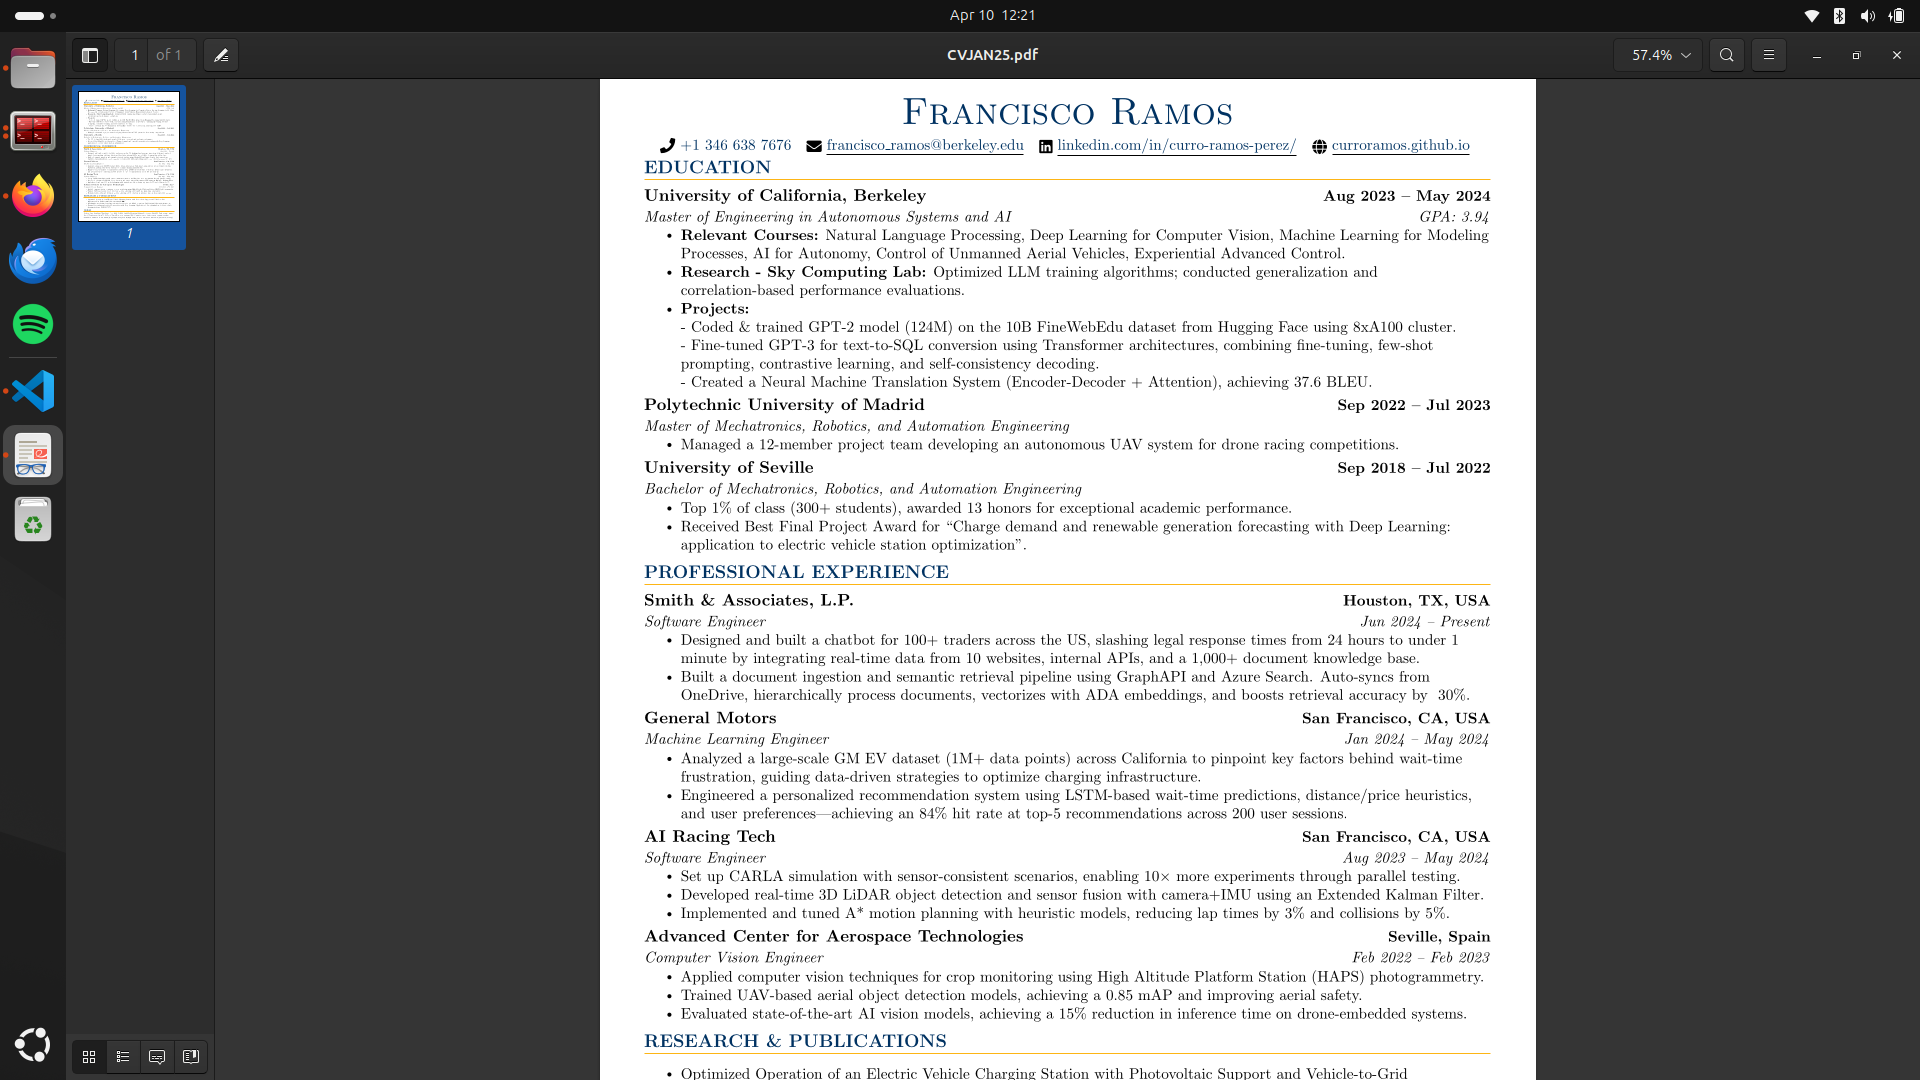 Apr 10 12:21
1 of 1
CVJAN25.pdf
57.4%
1
FRANCISCO RAMOS
+1 346 638 7676 francisco_ramos@berkeley.edu linkedin.com/in/curro-ramos-perez/ curroramos.github.io
EDUCATION
University of California, Berkeley Aug 2023 – May 2024
Master of Engineering in Autonomous Systems and AI GPA: 3.94
• Relevant Courses: Natural Language Processing, Deep Learning for Computer Vision, Machine Learning for Modeling
Processes, AI for Autonomy, Control of Unmanned Aerial Vehicles, Experiential Advanced Control.
• Research - Sky Computing Lab: Optimized LLM training algorithms; conducted generalization and
correlation-based performance evaluations.
• Projects:
- Coded & trained GPT-2 model (124M) on the 10B FineWebEdu dataset from Hugging Face using 8xA100 cluster.
- Fine-tuned GPT-3 for text-to-SQL conversion using Transformer architectures, combining fine-tuning, few-shot
prompting, contrastive learning, and self-consistency decoding.
- Created a Neural Machine Translation System (Encoder-Decoder + Attention), achieving 37.6 BLEU.
Polytechnic University of Madrid Sep 2022 – Jul 2023
Master of Mechatronics, Robotics, and Automation Engineering
• Managed a 12-member project team developing an autonomous UAV system for drone racing competitions.
University of Seville Sep 2018 – Jul 2022
Bachelor of Mechatronics, Robotics, and Automation Engineering
• Top 1% of class (300+ students), awarded 13 honors for exceptional academic performance.
• Received Best Final Project Award for “Charge demand and renewable generation forecasting with Deep Learning:
application to electric vehicle station optimization”.
PROFESSIONAL EXPERIENCE
Smith & Associates, L.P. Houston, TX, USA
Software Engineer Jun 2024 – Present
• Designed and built a chatbot for 100+ traders across the US, slashing legal response times from 24 hours to under 1
minute by integrating real-time data from 10 websites, internal APIs, and a 1,000+ document knowledge base.
• Built a document ingestion and semantic retrieval pipeline using GraphAPI and Azure Search. Auto-syncs from
OneDrive, hierarchically process documents, vectorizes with ADA embeddings, and boosts retrieval accuracy by 30%.
General Motors San Francisco, CA, USA
Machine Learning Engineer Jan 2024 – May 2024
• Analyzed a large-scale GM EV dataset (1M+ data points) across California to pinpoint key factors behind wait-time
frustration, guiding data-driven strategies to optimize charging infrastructure.
• Engineered a personalized recommendation system using LSTM-based wait-time predictions, distance/price heuristics,
and user preferences—achieving an 84% hit rate at top-5 recommendations across 200 user sessions.
AI Racing Tech San Francisco, CA, USA
Software Engineer Aug 2023 – May 2024
• Set up CARLA simulation with sensor-consistent scenarios, enabling 10× more experiments through parallel testing.
• Developed real-time 3D LiDAR object detection and sensor fusion with camera+IMU using an Extended Kalman Filter.
• Implemented and tuned A* motion planning with heuristic models, reducing lap times by 3% and collisions by 5%.
Advanced Center for Aerospace Technologies Seville, Spain
Computer Vision Engineer Feb 2022 – Feb 2023
• Applied computer vision techniques for crop monitoring using High Altitude Platform Station (HAPS) photogrammetry.
• Trained UAV-based aerial object detection models, achieving a 0.85 mAP and improving aerial safety.
• Evaluated state-of-the-art AI vision models, achieving a 15% reduction in inference time on drone-embedded systems.
RESEARCH & PUBLICATIONS
• Optimized Operation of an Electric Vehicle Charging Station with Photovoltaic Support and Vehicle-to-Grid